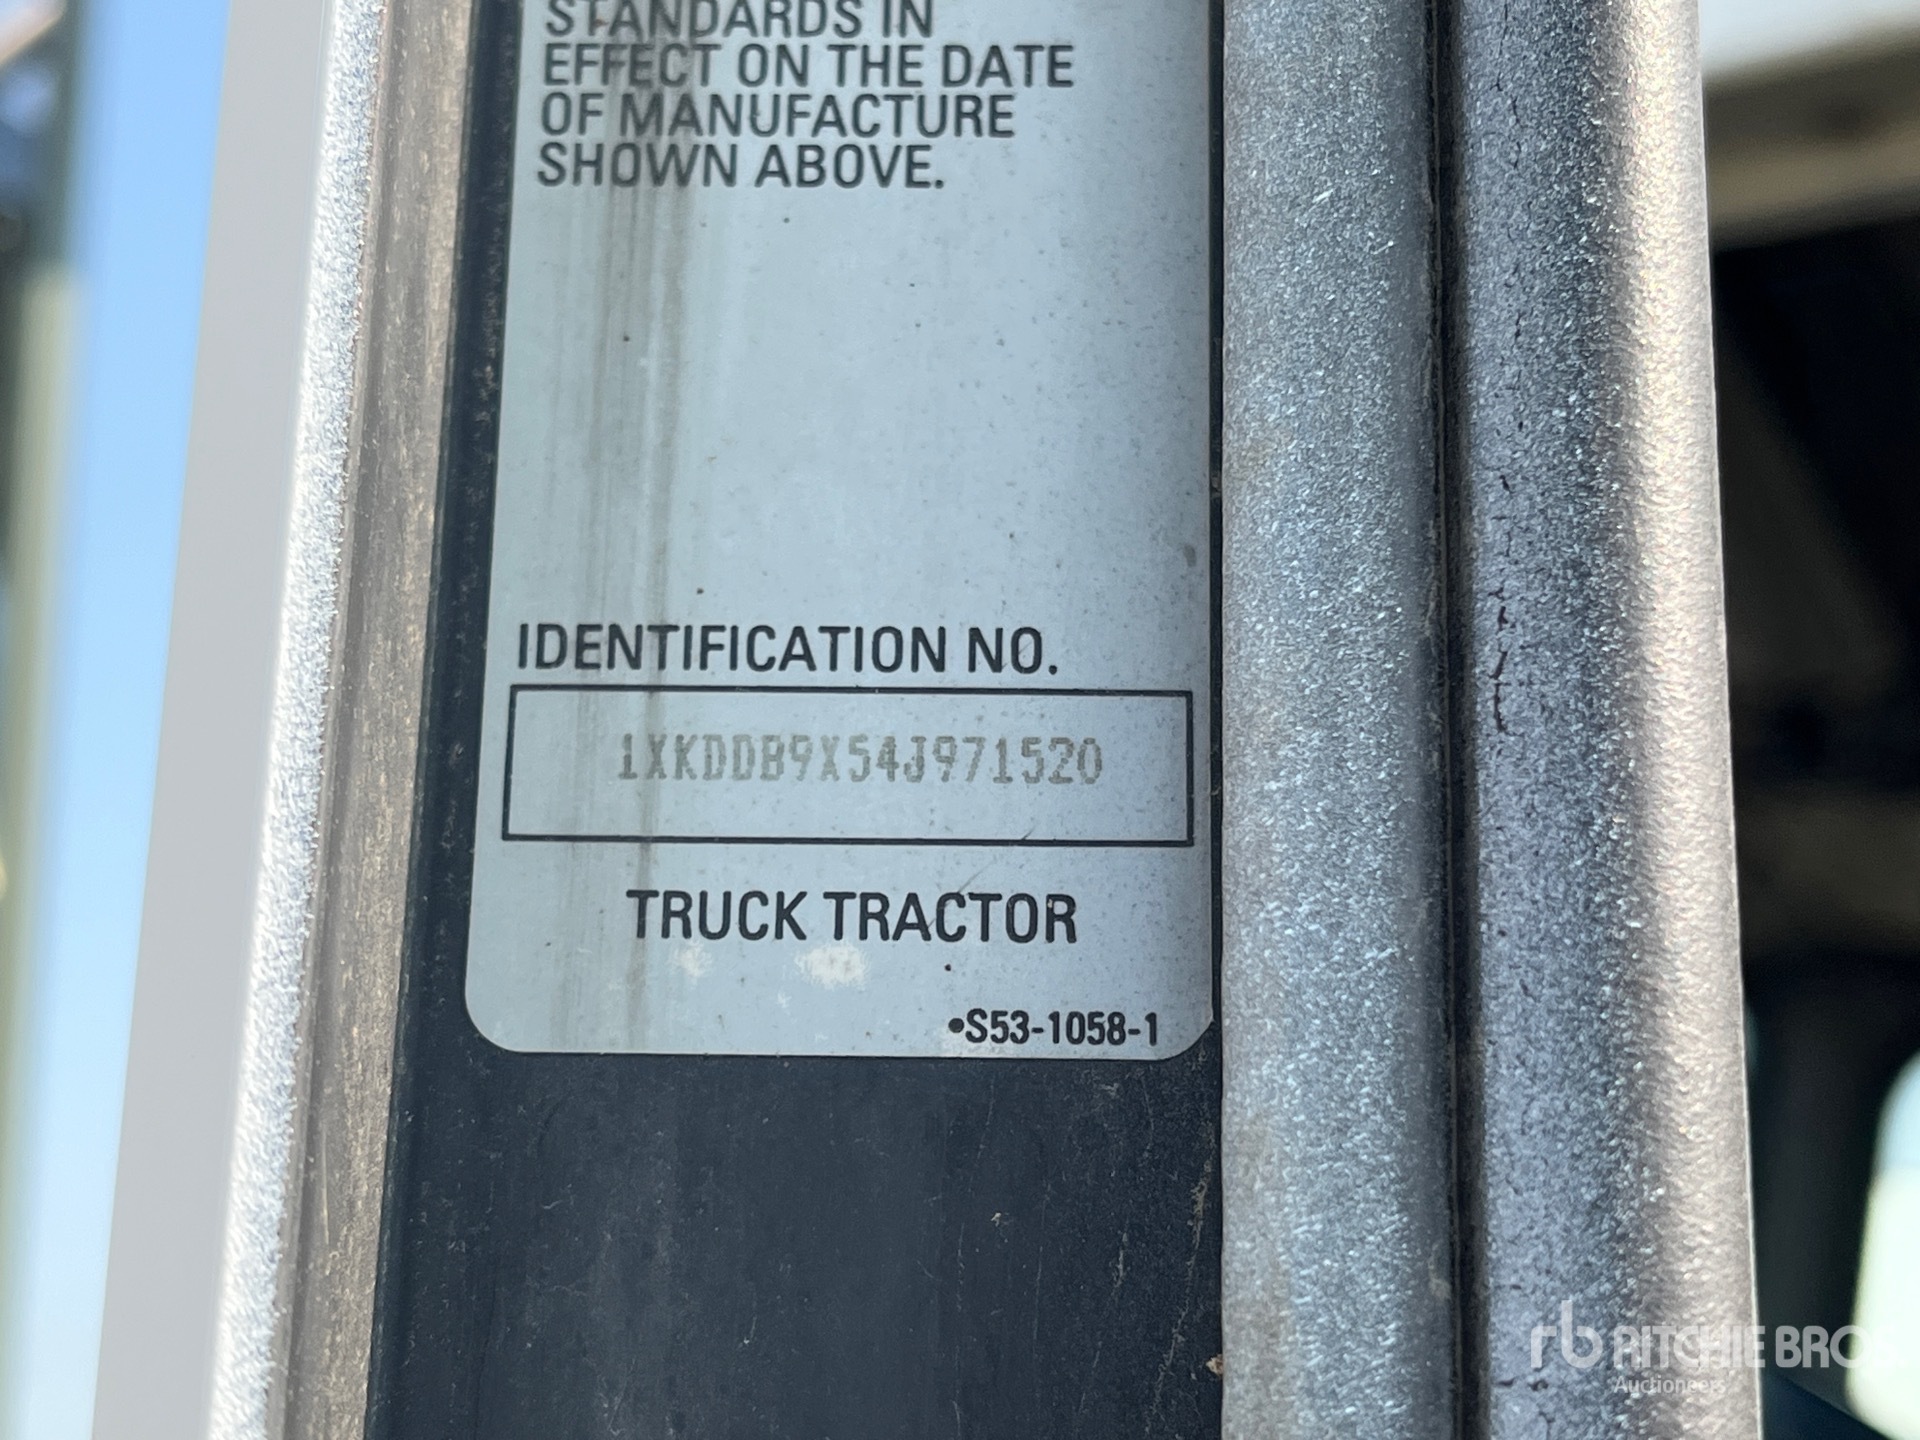 STANDARDS IN
EFFECT ON THE DATE
OF MANUFACTURE
SHOWN ABOVE.
IDENTIFICATION NO.
1XKDDB9X54J971520
TRUCK TRACTOR
•S53-1058-1
rb RITCHIE BROS
Auctioneers